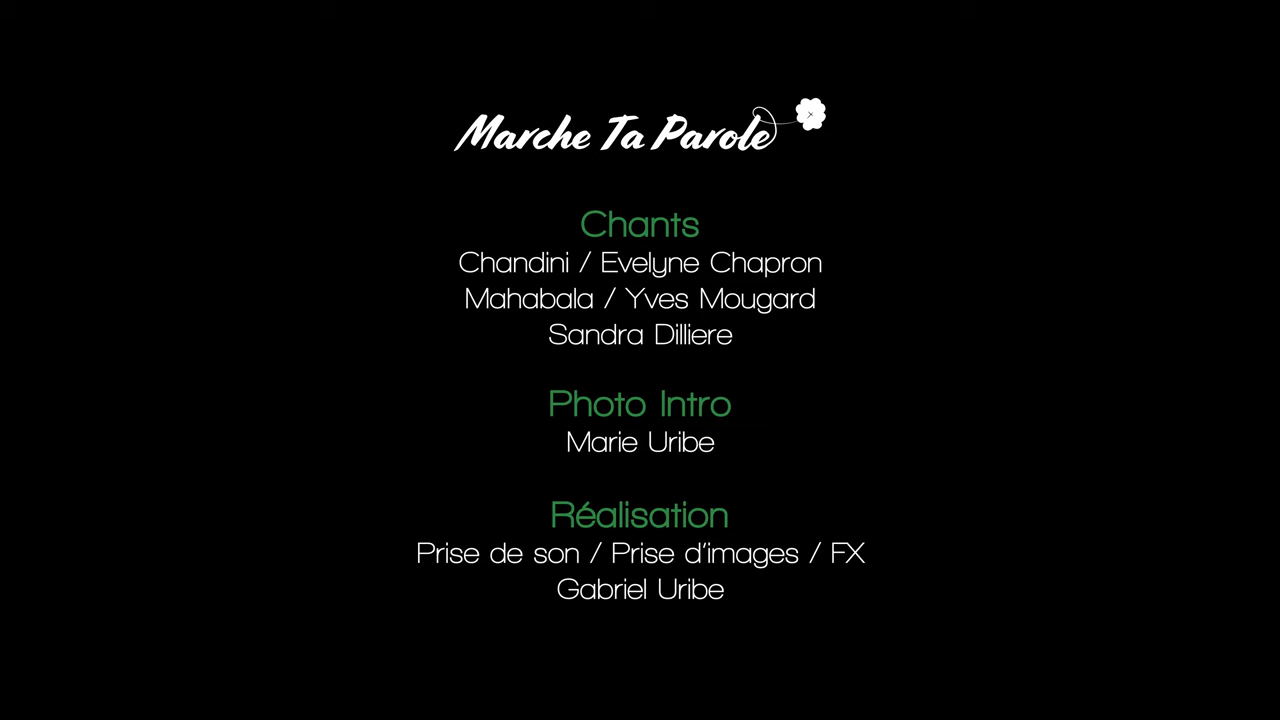 Marche Ta Parole
Chants
Chandini / Evelyne Chapron
Mahabala / Yves Mougard
Sandra Dilliere
Photo Intro
Marie Uribe
Réalisation
Prise de son / Prise d'images / FX
Gabriel Uribe